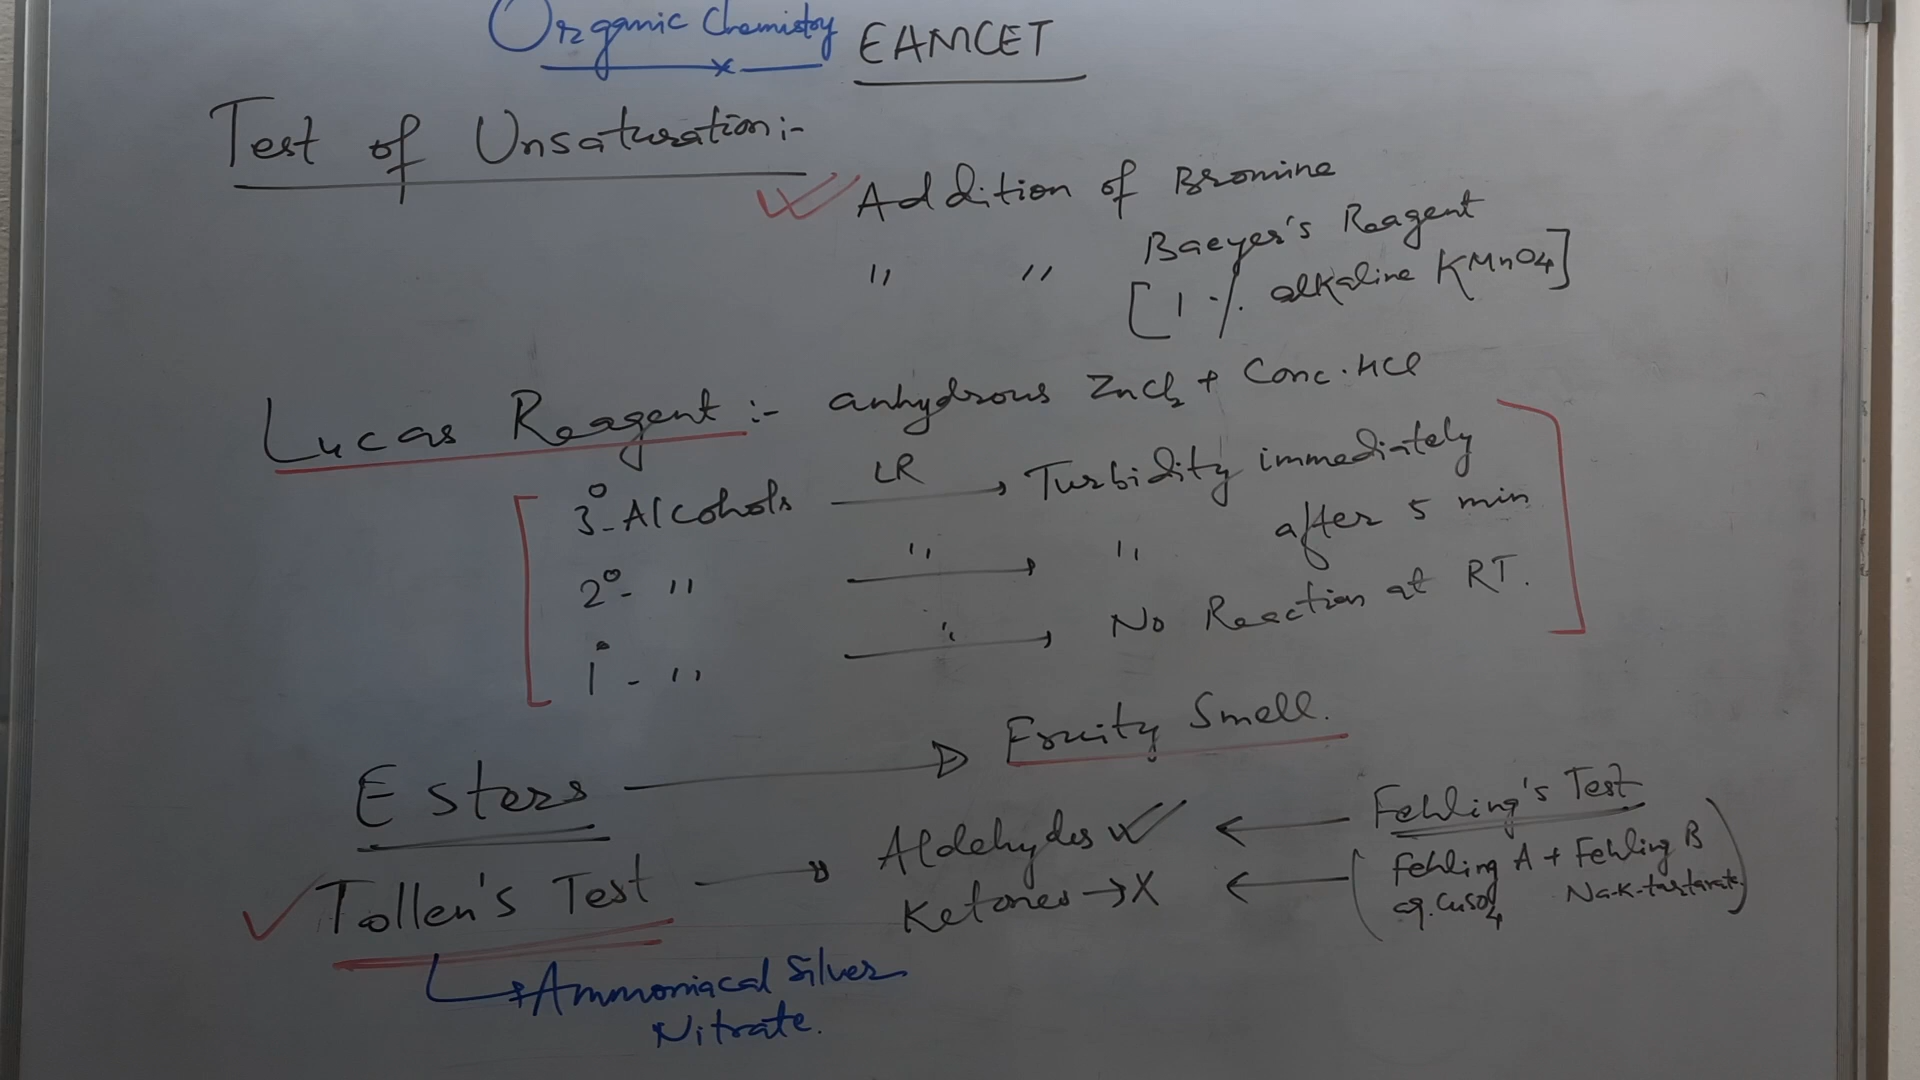 Organic Chemistry EAMCET
Test of Unsaturation:-
Addition of Bromine
" " Baeyer's Reagent
[1 % alkaline KMnO4]
Lucas Reagent :- anhydrous ZnCl2 + Conc. HCl
3°-Alcohols LR → Turbidity immediately
2°- " " → " after 5 min
1°- " " → No Reaction at RT.
Esters → Fruity Smell.
Tollen's Test → Aldehydes ✓ ← Fehling's Test
Ketones → X ← (Fehling A + Fehling B
aq. CuSO4 Na-K-tartarate)
Ammoniacal Silver
Nitrate.